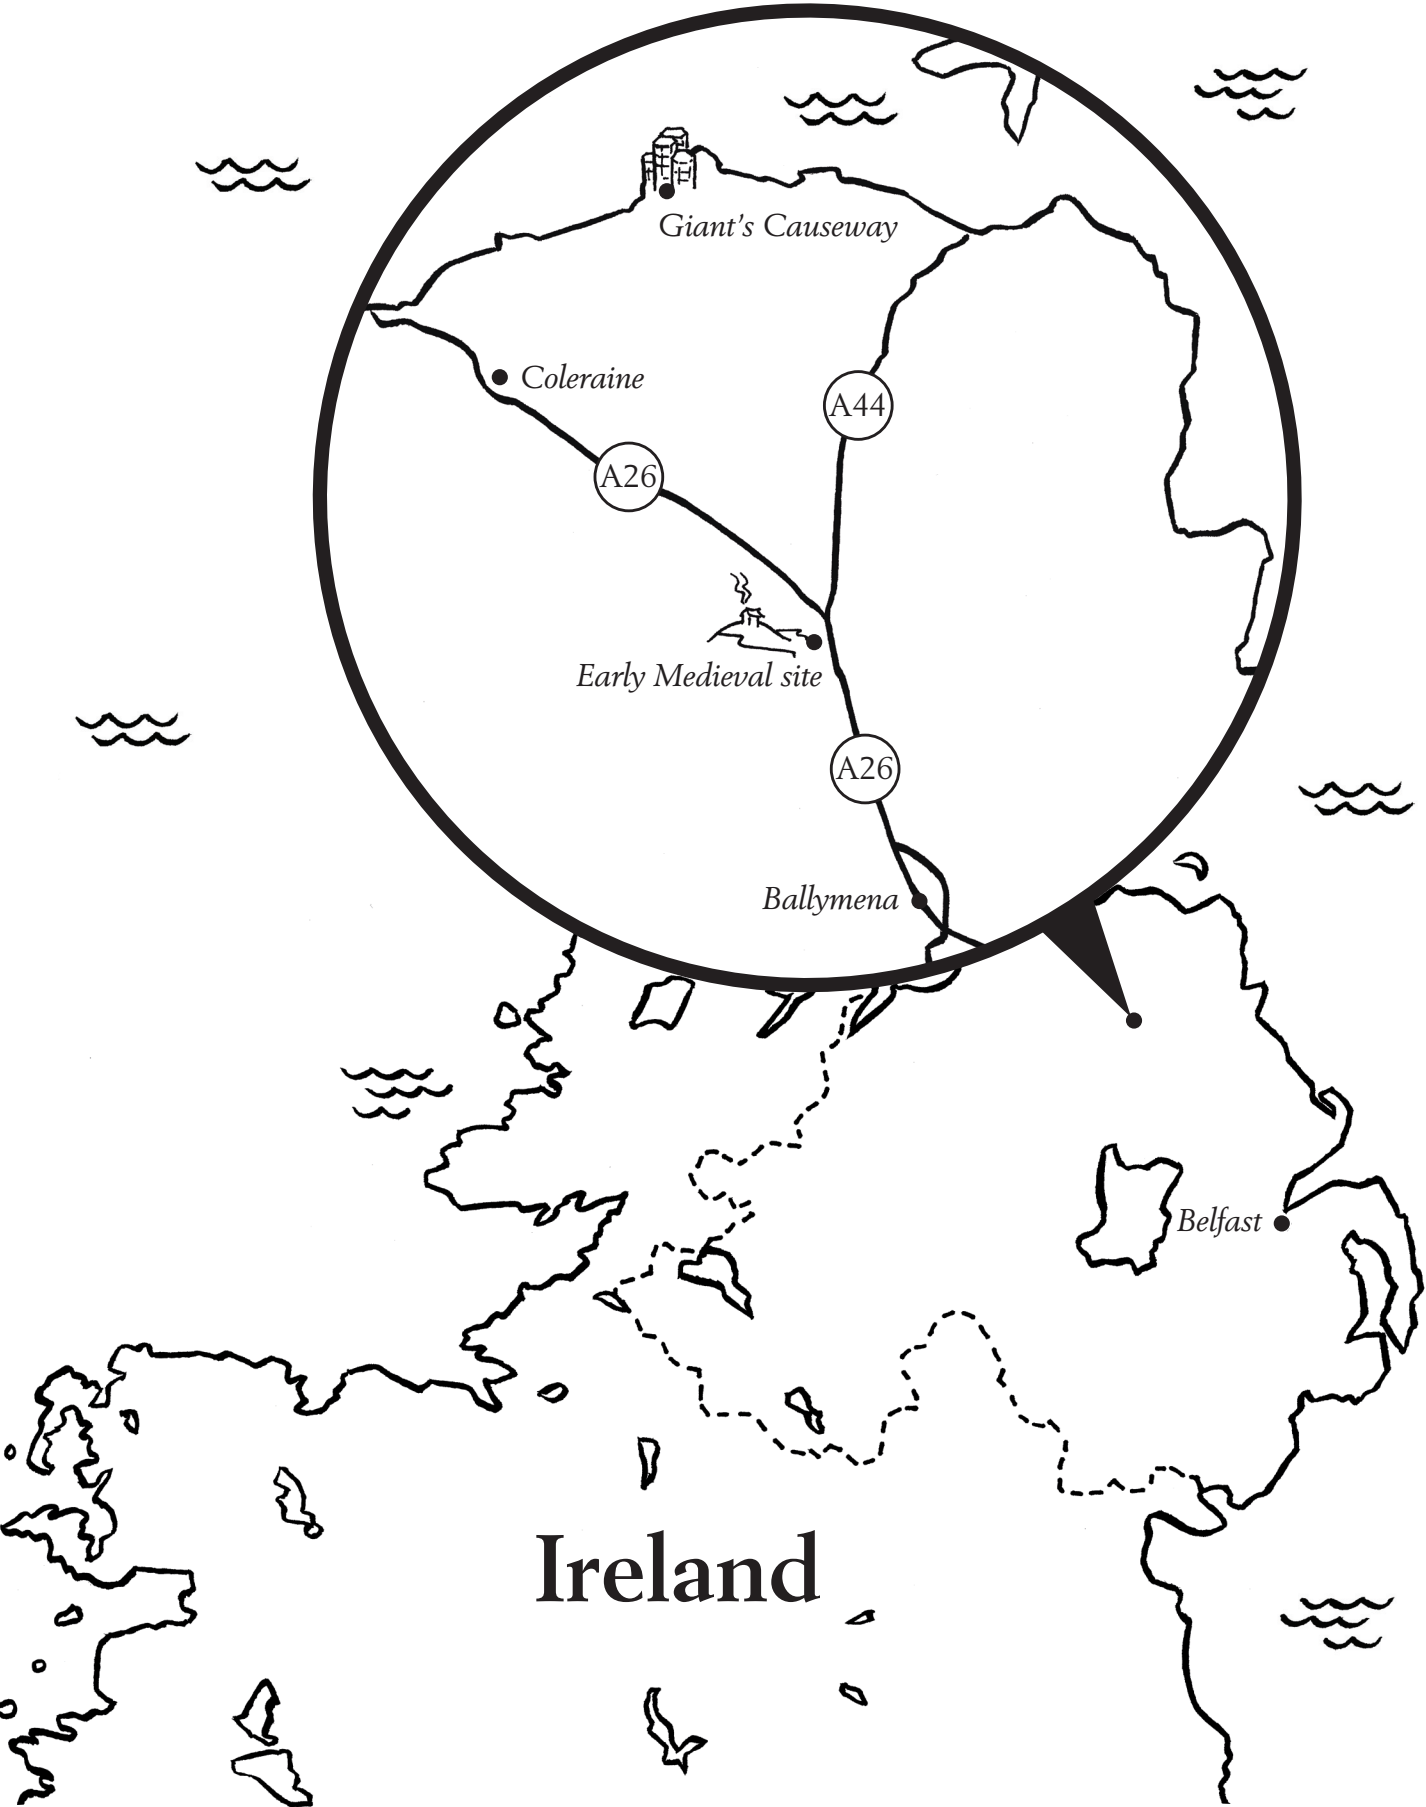 Giant's Causeway
Coleraine
A44
A26
Early Medieval site
A26
Ballymena
Belfast
Ireland